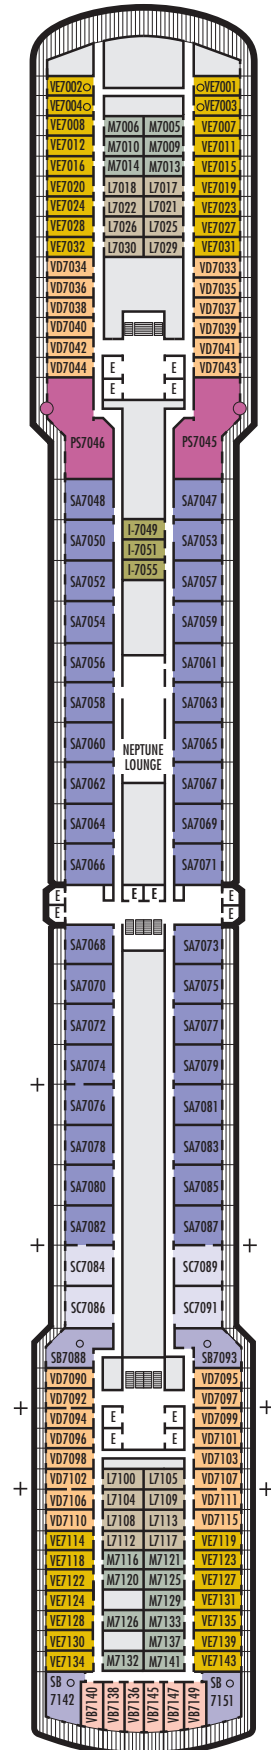 VE7002 VE7001
VE7004 VE7003
VE7008 M7006 M7005 VE7007
VE7012 M7010 M7009 VE7011
VE7016 M7014 M7013 VE7015
VE7020 L7018 L7017 VE7019
VE7024 L7022 L7021 VE7023
VE7028 L7026 L7025 VE7027
VE7032 L7030 L7029 VE7031
VD7034 VD7033
VD7036 VD7035
VD7038 VD7037
VD7040 VD7039
VD7042 E E VD7041
VD7044 E E VD7043
PS7046 PS7045
SA7048 SA7047
I-7049
SA7050 SA7053
I-7051
I-7055
SA7052 SA7057
SA7054 SA7059
SA7056 SA7061
SA7058 SA7063
SA7060 NEPTUNE SA7065
LOUNGE
SA7062 SA7067
SA7064 SA7069
SA7066 SA7071
E E E E
E E
SA7068 SA7073
SA7070 SA7075
SA7072 SA7077
SA7074 SA7079
SA7076 SA7081
SA7078 SA7083
SA7080 SA7085
SA7082 SA7087
SC7084 SC7089
SC7086 SC7091
SB7088 SB7093
VD7090 VD7095
VD7092 VD7097
VD7094 E E VD7099
VD7096 E E VD7101
VD7098 VD7103
VD7102 L7100 L7105 VD7107
VD7106 L7104 L7109 VD7111
VD7110 L7108 L7113 VD7115
VE7114 L7112 L7117 VE7119
VE7118 M7116 M7121 VE7123
VE7122 M7120 M7125 VE7127
VE7124 M7129 VE7131
VE7128 M7126 M7133 VE7135
VE7130 M7137 VE7139
VE7134 M7132 M7141 VE7143
SB SB
7142 7151
VB7140 VB7138 VB7136 VB7145 VB7147 VB7149